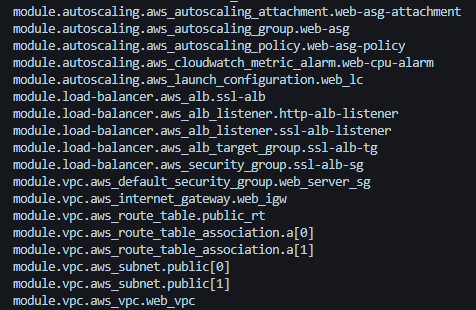 module.autoscaling.aws_autoscaling_attachment.web-asg-attachment
module.autoscaling.aws_autoscaling_group.web-asg
module.autoscaling.aws_autoscaling_policy.web-asg-policy
module.autoscaling.aws_cloudwatch_metric_alarm.web-cpu-alarm
module.autoscaling.aws_launch_configuration.web_lc
module.load-balancer.aws_alb.ssl-alb
module.load-balancer.aws_alb_listener.http-alb-listener
module.load-balancer.aws_alb_listener.ssl-alb-listener
module.load-balancer.aws_alb_target_group.ssl-alb-tg
module.load-balancer.aws_security_group.ssl-alb-sg
module.vpc.aws_default_security_group.web_server_sg
module.vpc.aws_internet_gateway.web_igw
module.vpc.aws_route_table.public_rt
module.vpc.aws_route_table_association.a[0]
module.vpc.aws_route_table_association.a[1]
module.vpc.aws_subnet.public[0]
module.vpc.aws_subnet.public[1]
module.vpc.aws_vpc.web_vpc